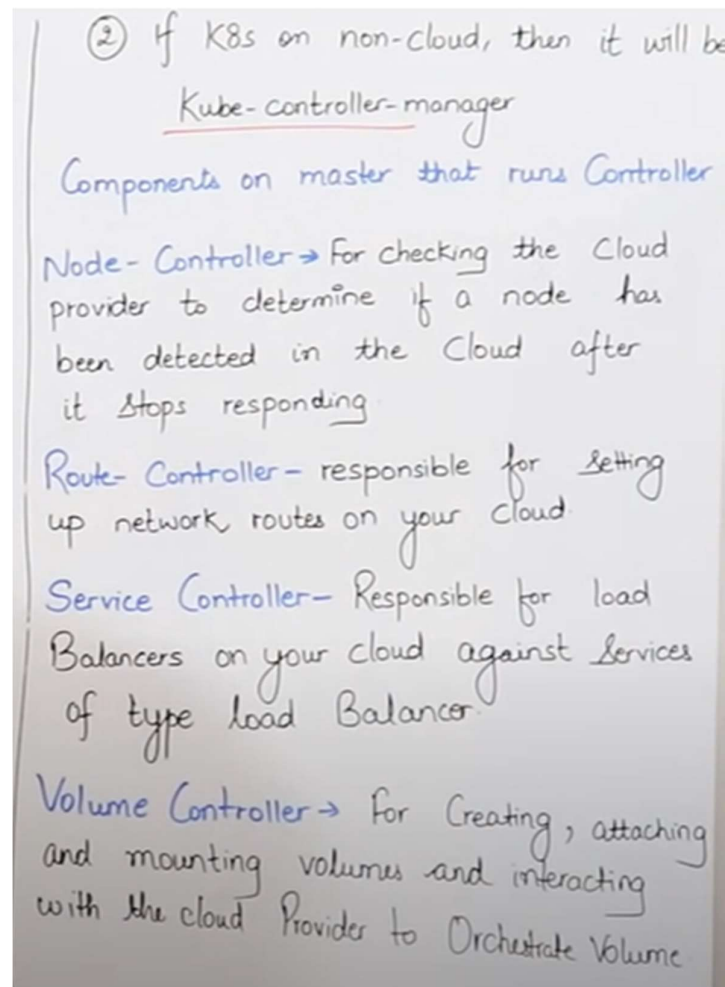 ② If K8s on non-cloud, then it will be
Kube-controller-manager
Components on master that runs Controller
Node-Controller → For checking the Cloud
provider to determine if a node has
been detected in the Cloud after
it stops responding
Route-Controller - responsible for setting
up network routes on your cloud.
Service Controller - Responsible for load
Balancers on your cloud against services
of type load Balancer.
Volume Controller → For Creating, attaching
and mounting volumes and interacting
with the cloud Provider to Orchestrate Volume